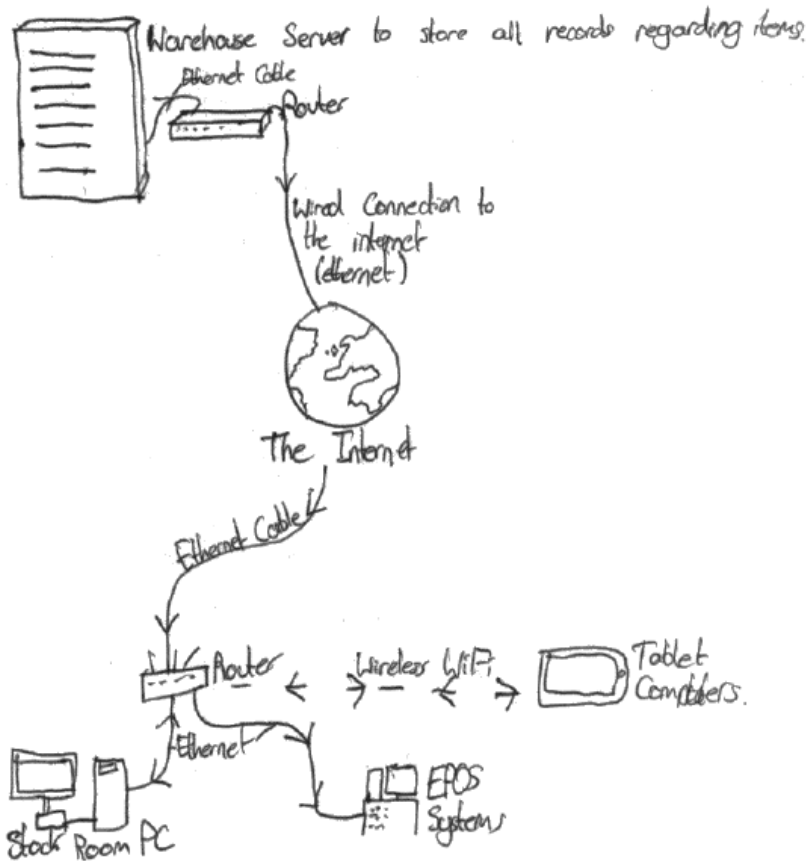 Warehouse Server to store all records regarding items.
Ethernet Cable
Router
Wired Connection to
the internet
(ethernet)
The Internet
Ethernet Cable
Router
Wireless WiFi
Tablet
Computers.
Ethernet
EPOS
Systems
Stock Room PC